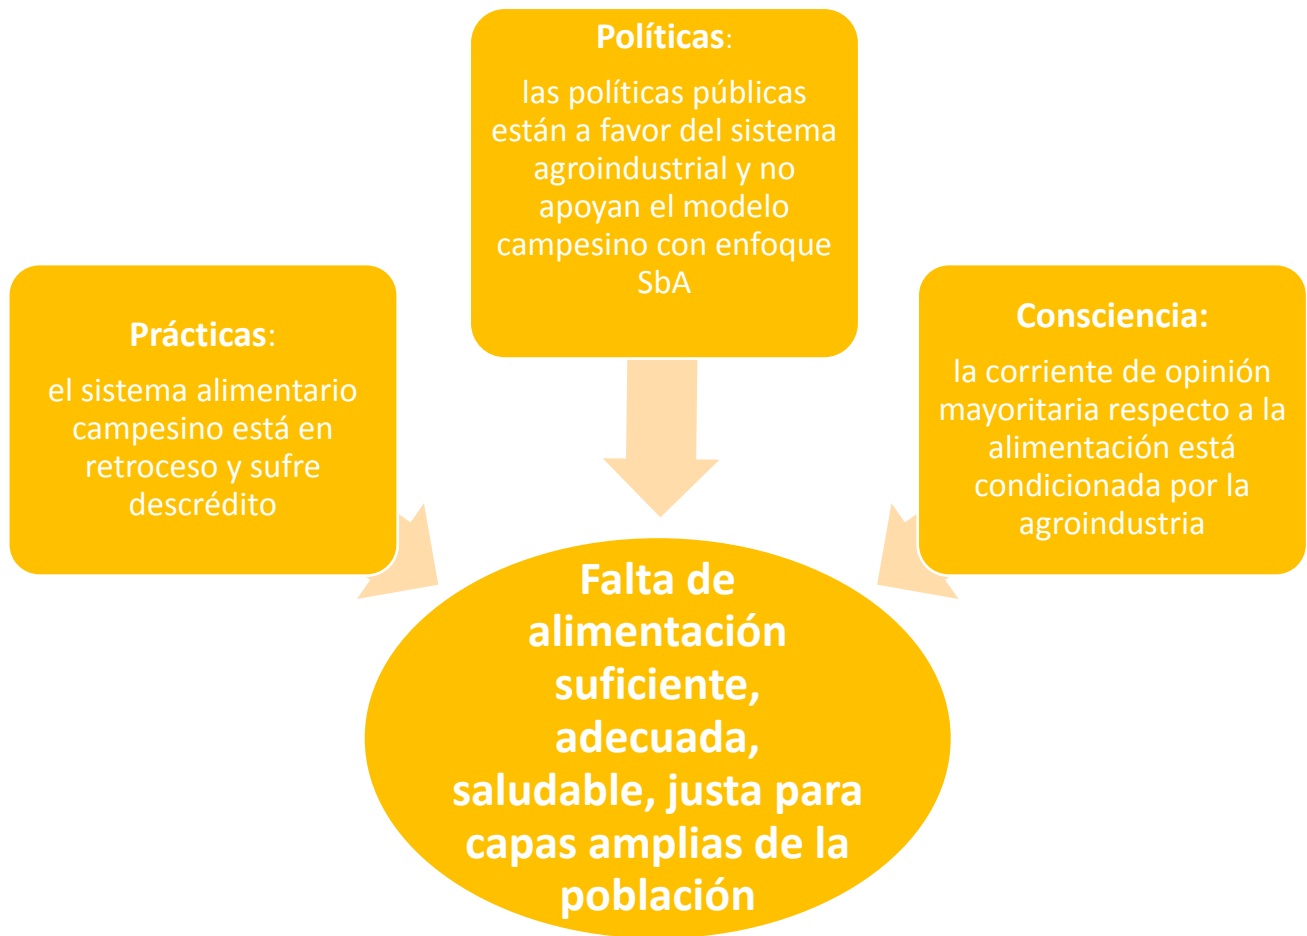 Políticas:
las políticas públicas
están a favor del sistema
agroindustrial y no
apoyan el modelo
campesino con enfoque
SbA
Prácticas:
el sistema alimentario
campesino está en
retroceso y sufre
descrédito
Consciencia:
la corriente de opinión
mayoritaria respecto a la
alimentación está
condicionada por la
agroindustria
Falta de
alimentación
suficiente,
adecuada,
saludable, justa para
capas amplias de la
población